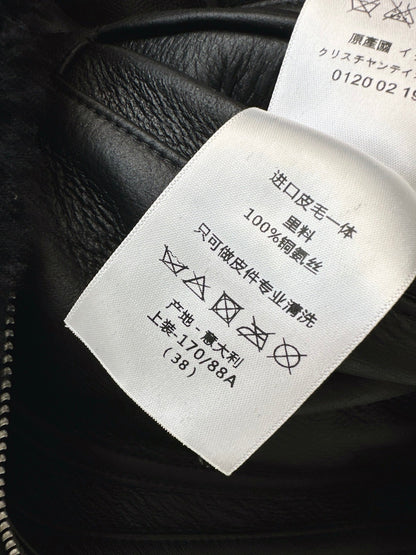 原產國 イ
クリスチャンディ
0120 02 19
进口皮毛一体
里料
100%铜氨丝
只可做皮件专业清洗
产地 - 意大利
上装-170/88A
(38)